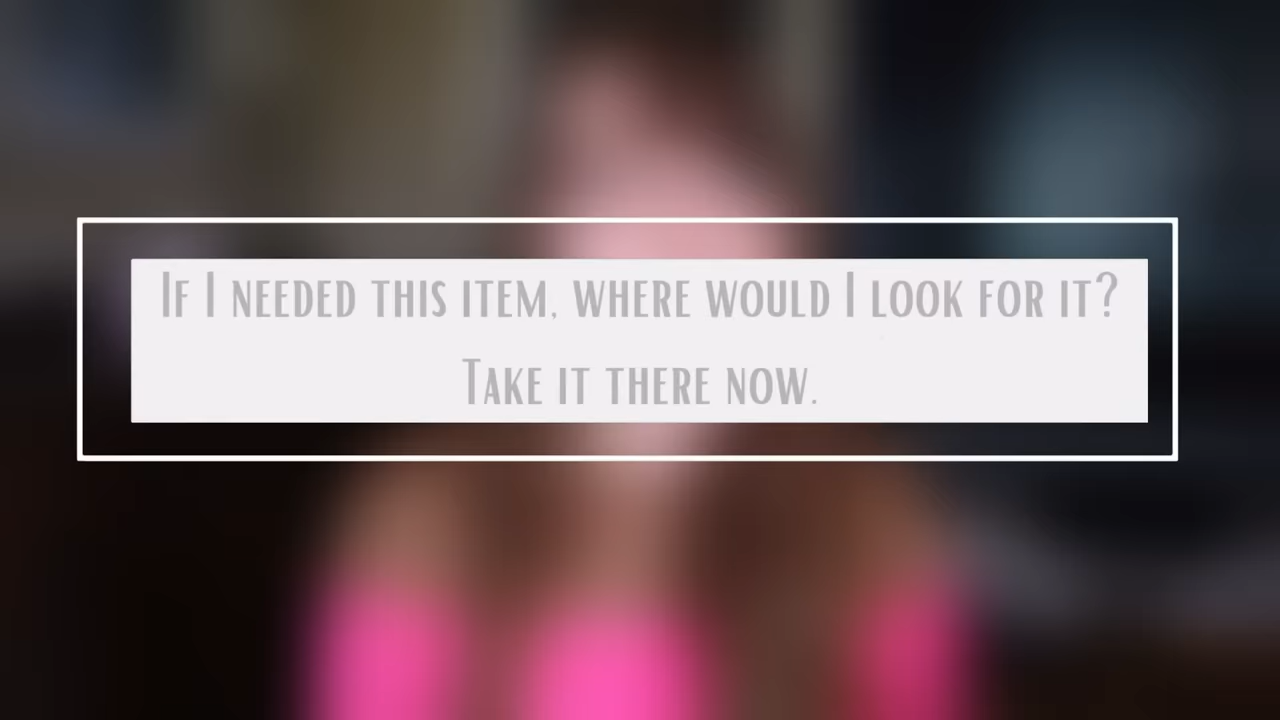 If I needed this item, where would I look for it?
Take it there now.